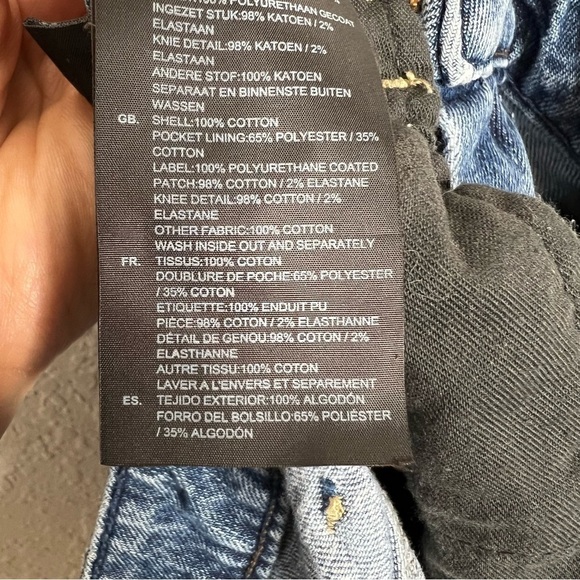 100% POLYURETHAAN GECOAT
INGEZET STUK:98% KATOEN / 2%
ELASTAAN
KNIE DETAIL:98% KATOEN / 2%
ELASTAAN
ANDERE STOF:100% KATOEN
SEPARAAT EN BINNENSTE BUITEN
WASSEN
GB. SHELL:100% COTTON
POCKET LINING:65% POLYESTER / 35%
COTTON
LABEL:100% POLYURETHANE COATED
PATCH:98% COTTON / 2% ELASTANE
KNEE DETAIL:98% COTTON / 2%
ELASTANE
OTHER FABRIC:100% COTTON
WASH INSIDE OUT AND SEPARATELY
FR. TISSUS:100% COTON
DOUBLURE DE POCHE:65% POLYESTER
/ 35% COTON
ETIQUETTE:100% ENDUIT PU
PIÈCE:98% COTON / 2% ELASTHANNE
DÉTAIL DE GENOU:98% COTON / 2%
ELASTHANNE
AUTRE TISSU:100% COTON
LAVER A L'ENVERS ET SEPAREMENT
ES. TEJIDO EXTERIOR:100% ALGODÓN
FORRO DEL BOLSILLO:65% POLIÉSTER
/ 35% ALGODÓN